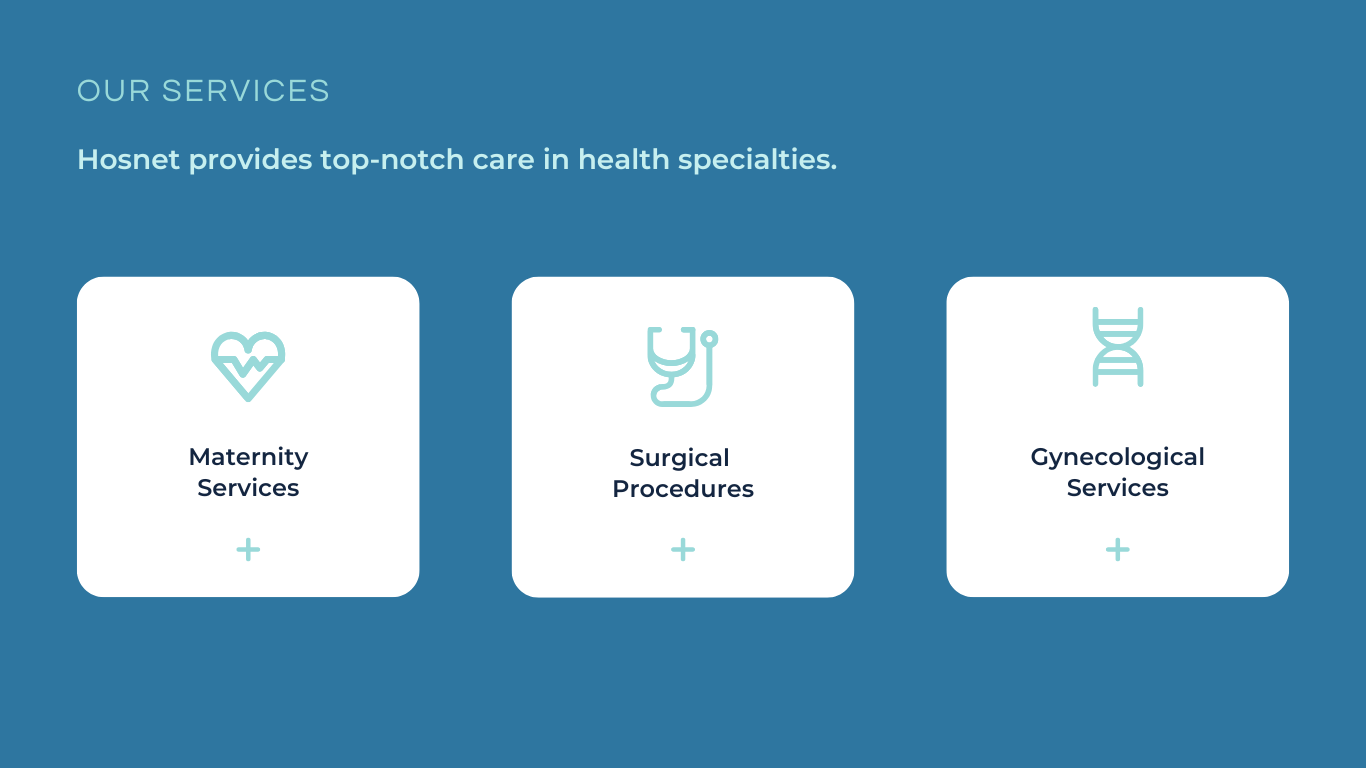 OUR SERVICES
Hosnet provides top-notch care in health specialties.
Maternity
Services
+
Surgical
Procedures
+
Gynecological
Services
+